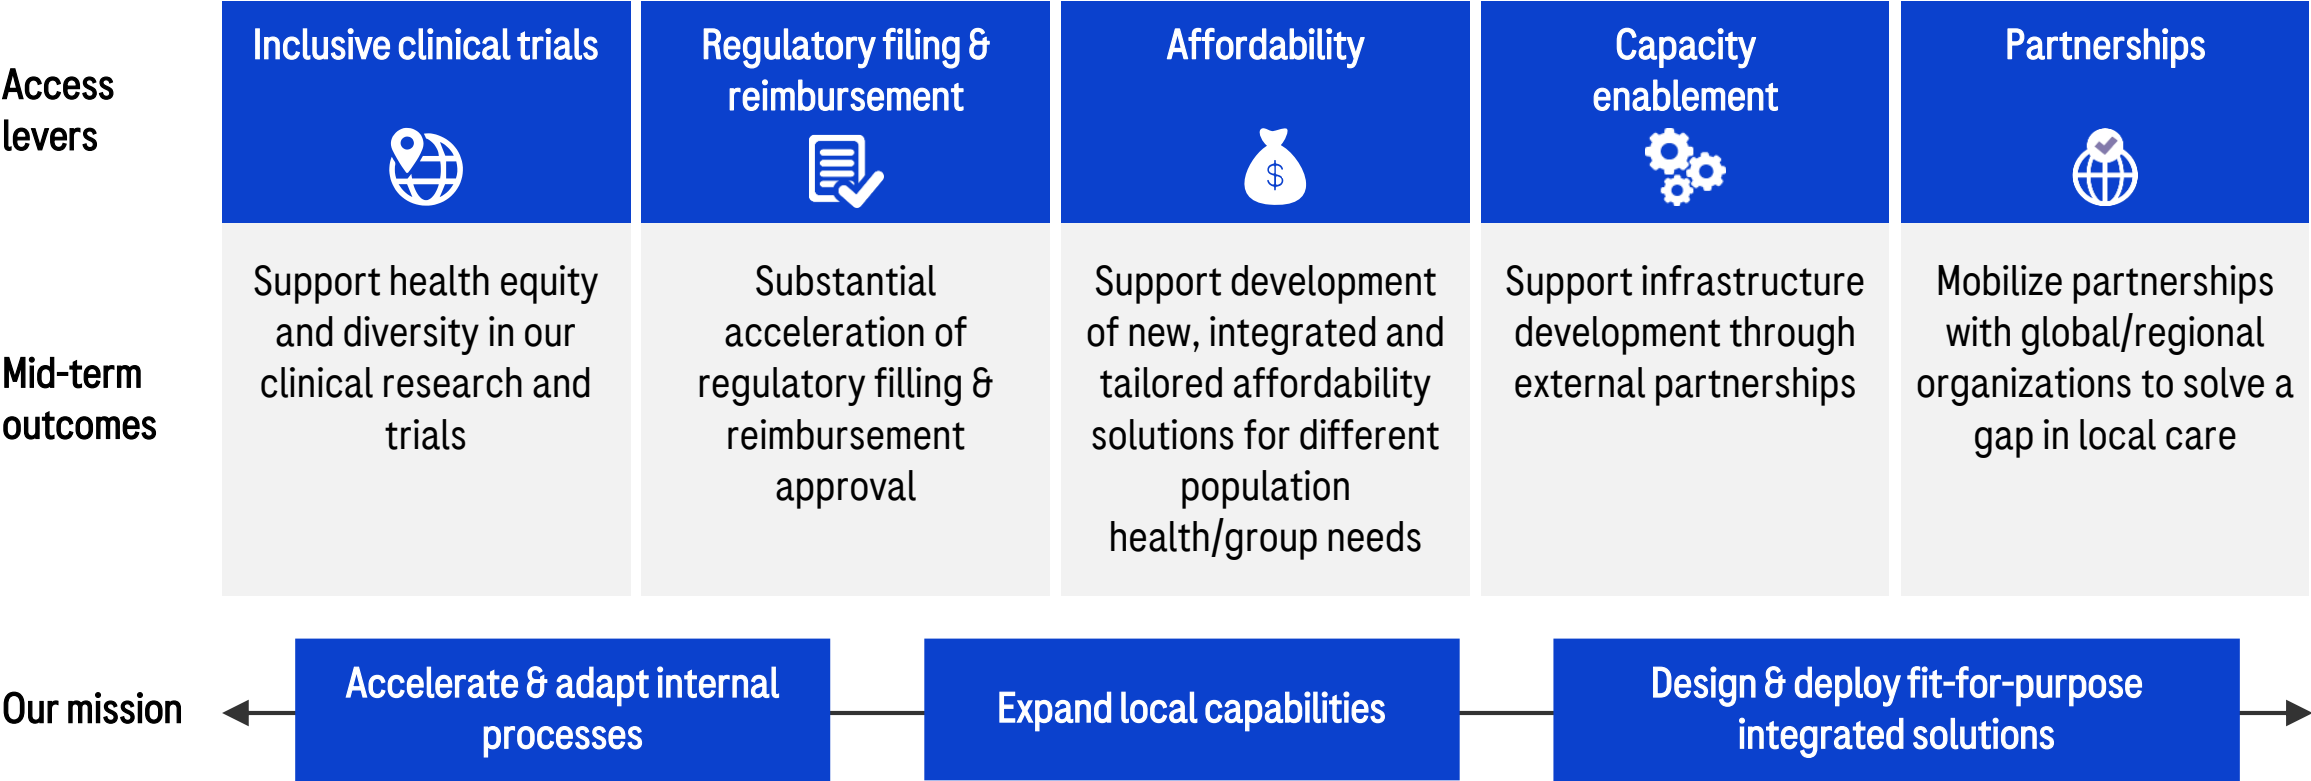 Access
levers
Inclusive clinical trials
Regulatory filing &
reimbursement
Affordability
$
Capacity
enablement
Partnerships
Mid-term
outcomes
Support health equity
and diversity in our
clinical research and
trials
Substantial
acceleration of
regulatory filling &
reimbursement
approval
Support development
of new, integrated and
tailored affordability
solutions for different
population
health/group needs
Support infrastructure
development through
external partnerships
Mobilize partnerships
with global/regional
organizations to solve a
gap in local care
Our mission
Accelerate & adapt internal
processes
Expand local capabilities
Design & deploy fit-for-purpose
integrated solutions